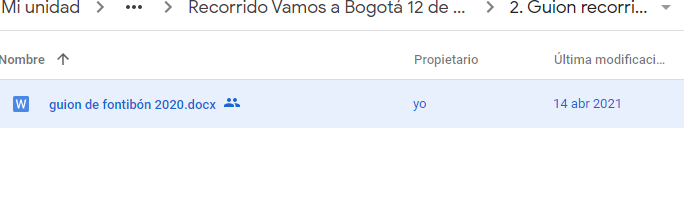 Mi unidad > ••• > Recorrido Vamos a Bogotá 12 de ... > 2. Guion recorri...
Nombre ↑ Propietario Última modificaci...
W guion de fontibón 2020.docx yo 14 abr 2021